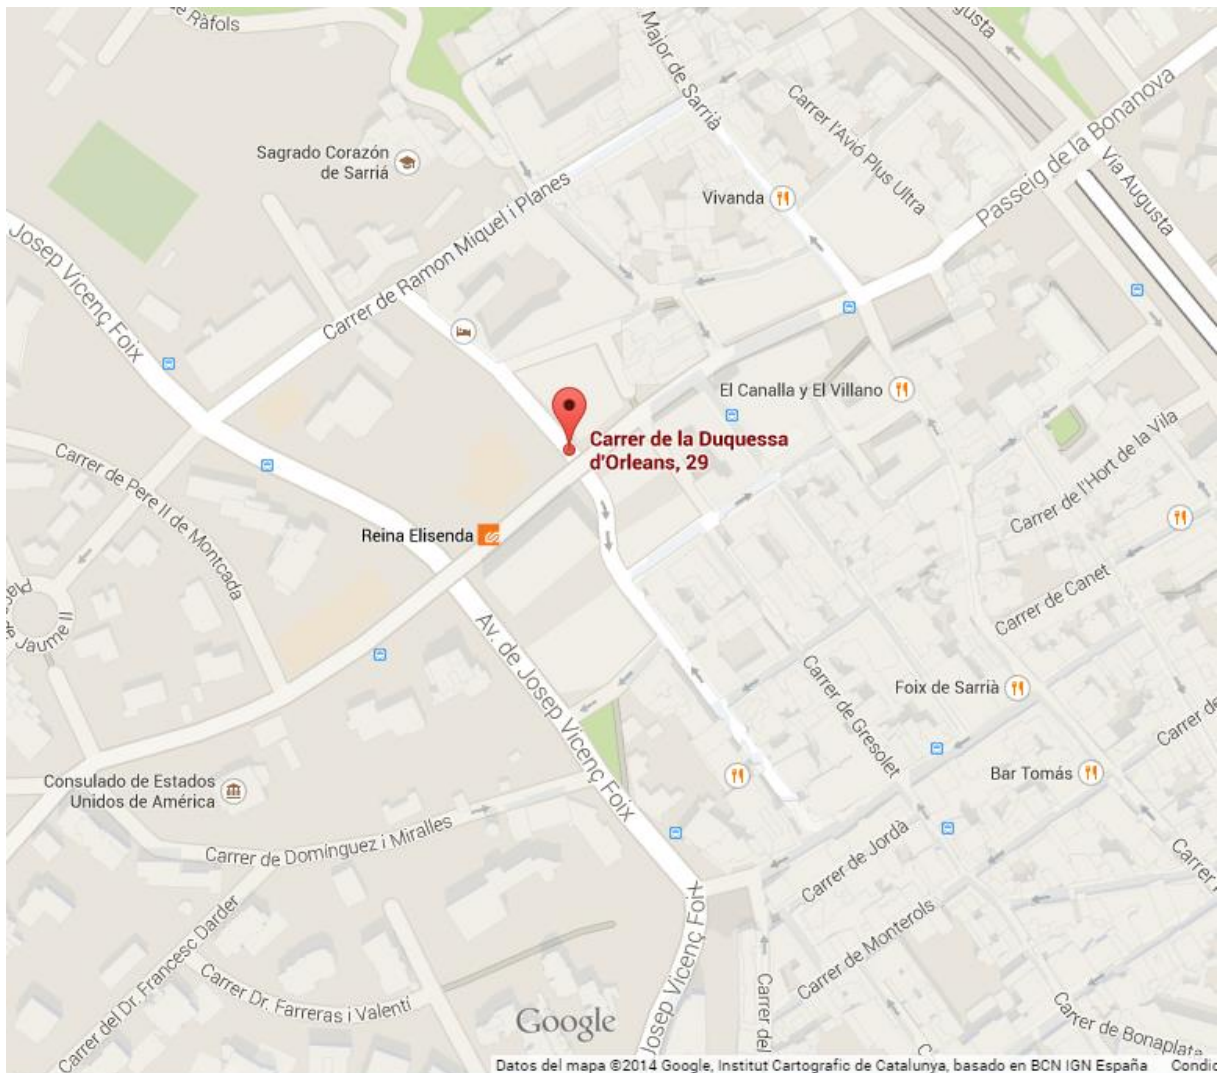 de Ràfols
Major de Sarrià
Augusta
Carrer l'Avió Plus Ultra
Passeig de la Bonanova
Via Augusta
Sagrado Corazón
de Sarriá
Vivanda
Carrer de Ramon Miquel i Planes
Josep Vicenç Foix
El Canalla y El Villano
Carrer de la Duquessa
d'Orleans, 29
Carrer de l'Hort de la Vila
Carrer de Pere II de Montcada
Reina Elisenda
Carrer de Canet
Jaume II
Av. de Josep Vicenç Foix
Carrer de Gresolet
Foix de Sarrià
Carrer de
Bar Tomás
Consulado de Estados
Unidos de América
Carrer de Domínguez i Miralles
Carrer de Jordà
Carrer
Carrer de Monterols
Josep Vicenç Foix
Carrer del
Carrer del Dr. Francesc Darder
Carrer Dr. Farreras i Valentí
Carrer de Bonaplata
Google
Datos del mapa ©2014 Google, Institut Cartografic de Catalunya, basado en BCN IGN España Condic